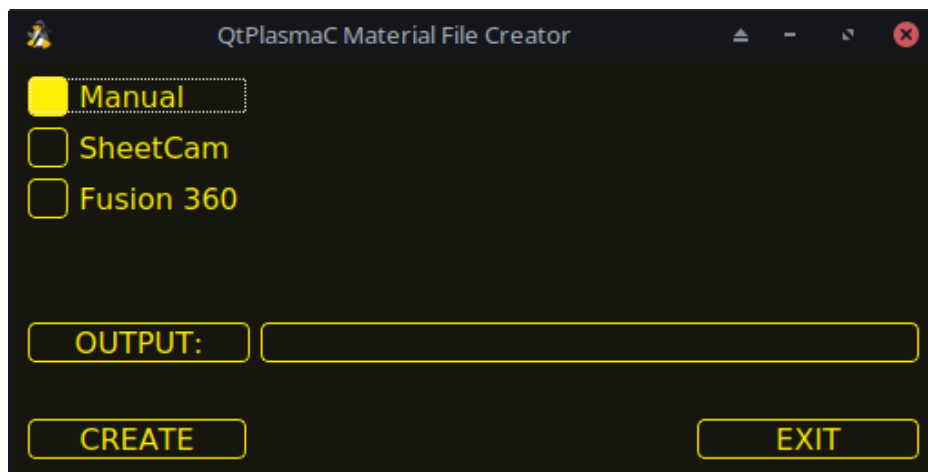 QtPlasmaC Material File Creator
Manual
SheetCam
Fusion 360
OUTPUT:
CREATE
EXIT